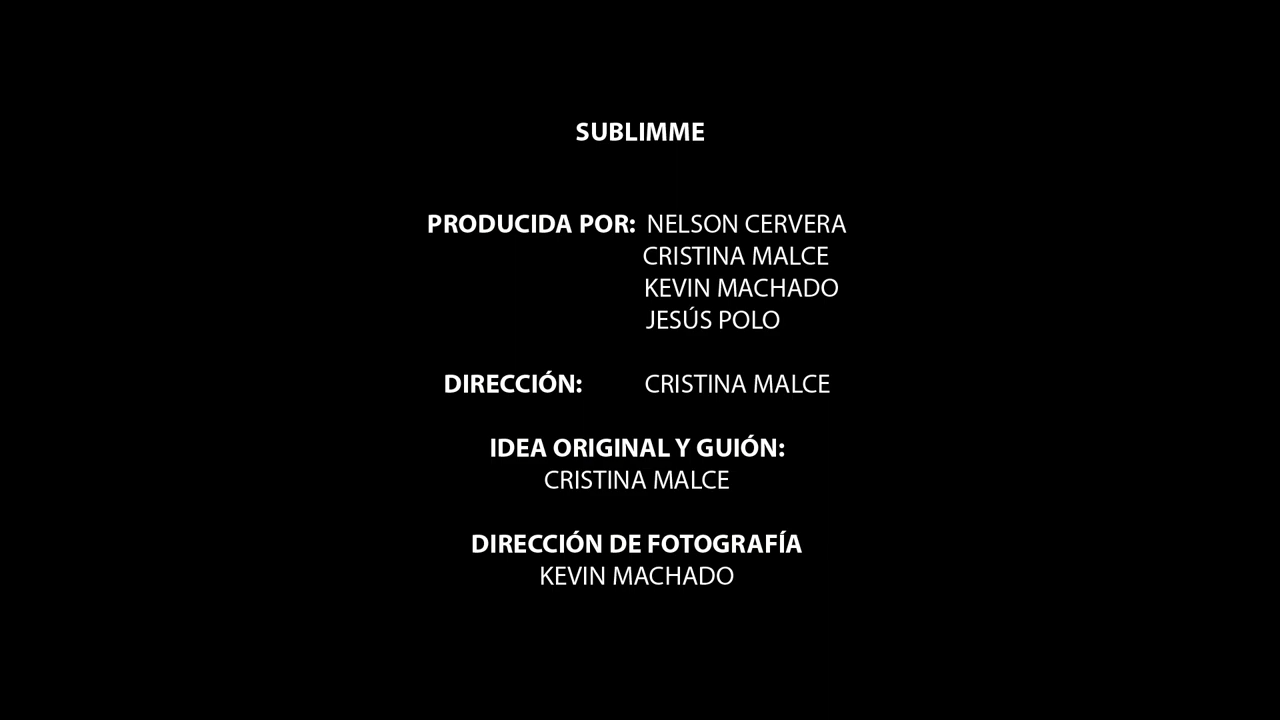 SUBLIMME
PRODUCIDA POR: NELSON CERVERA
CRISTINA MALCE
KEVIN MACHADO
JESÚS POLO
DIRECCIÓN: CRISTINA MALCE
IDEA ORIGINAL Y GUIÓN:
CRISTINA MALCE
DIRECCIÓN DE FOTOGRAFÍA
KEVIN MACHADO